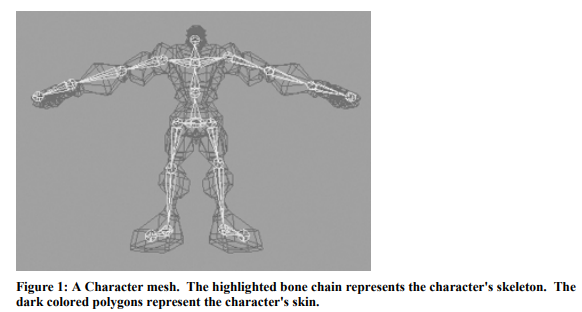 Figure 1: A Character mesh.  The highlighted bone chain represents the character's skeleton.  The
dark colored polygons represent the character's skin.